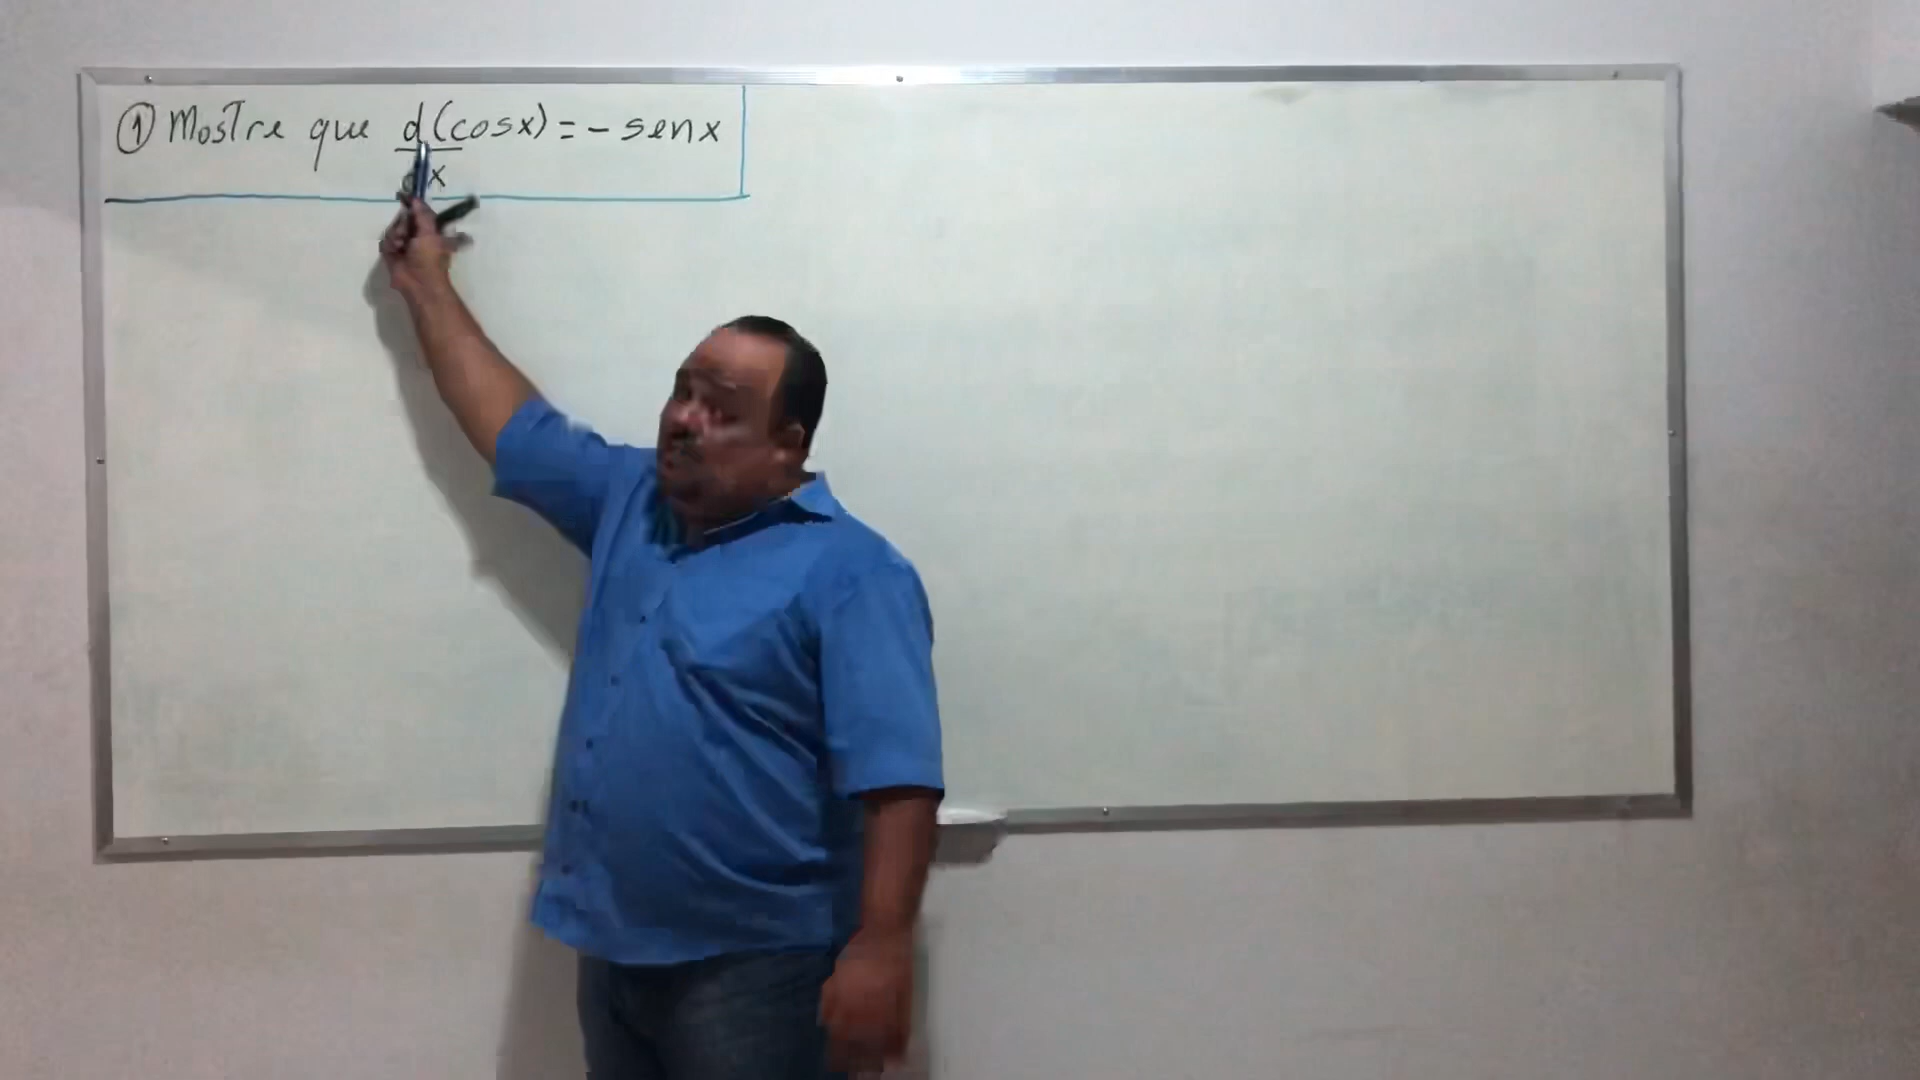 ① Mostre que d(cosx) = - senx
dx